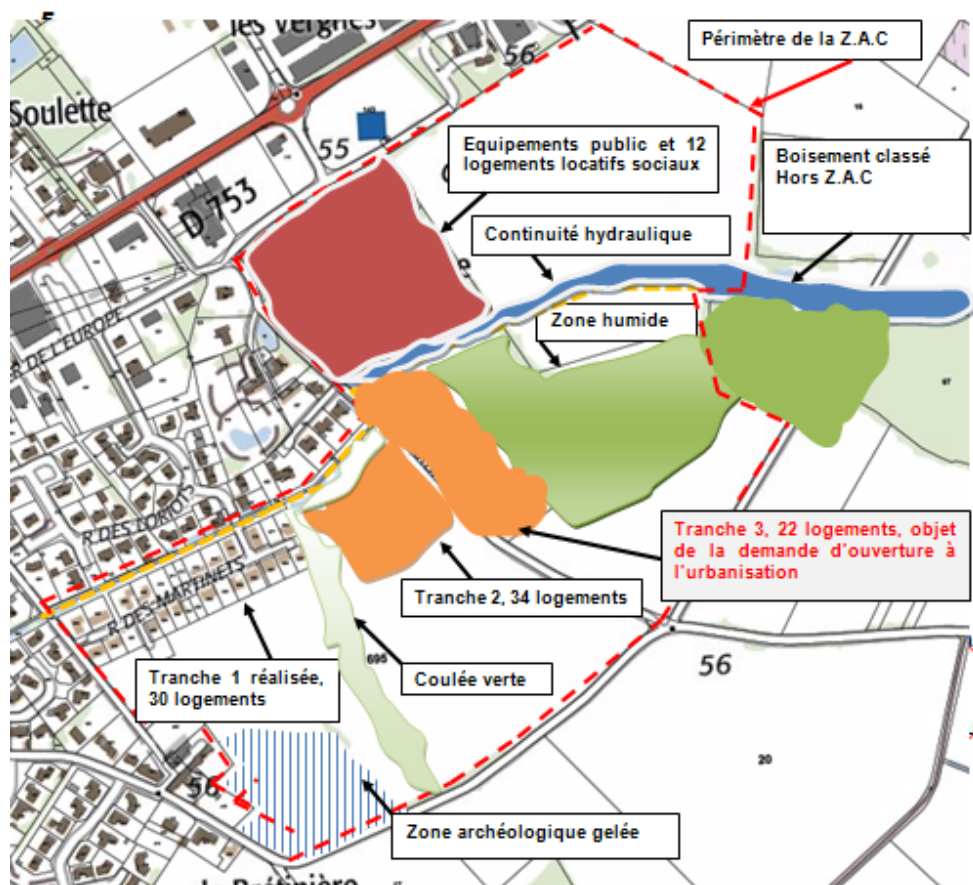 les Vergnes
56
Périmètre de la Z.A.C
Soulette
55
Equipements public et 12
logements locatifs sociaux
Boisement classé
Hors Z.A.C
D 753
Continuité hydraulique
Zone humide
R DE L'EUROPE
R DES LORIOTS
Tranche 3, 22 logements, objet
de la demande d'ouverture à
l'urbanisation
Tranche 2, 34 logements
R DES MARTINETS
695
56
Tranche 1 réalisée,
30 logements
Coulée verte
20
56
Zone archéologique gelée
la Brétinière